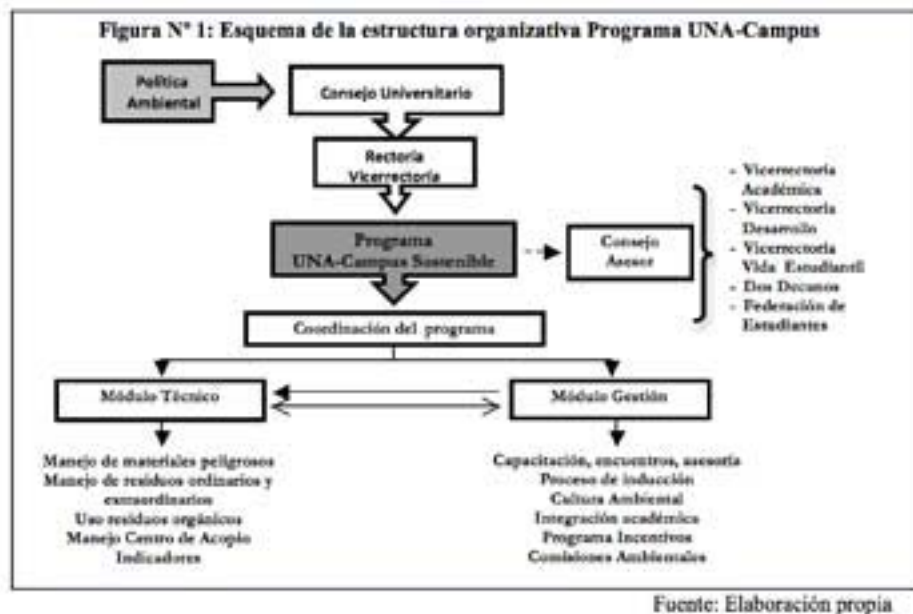 Figura Nº 1: Esquema de la estructura organizativa Programa UNA-Campus
Política
Ambiental
Consejo Universitario
Rectoría
Vicerrectoría
Programa
UNA-Campus Sostenible
Consejo
Asesor
- Vicerrectoría
Académica
- Vicerrectoría
Desarrollo
- Vicerrectoría
Vida Estudiantil
- Dos Decanos
- Federación de
Estudiantes
Coordinación del programa
Módulo Técnico
Módulo Gestión
Manejo de materiales peligrosos
Manejo de residuos ordinarios y
extraordinarios
Uso residuos orgánicos
Manejo Centro de Acopio
Indicadores
Capacitación, encuentros, asesoría
Proceso de inducción
Cultura Ambiental
Integración académica
Programa Incentivos
Comisiones Ambientales
Fuente: Elaboración propia